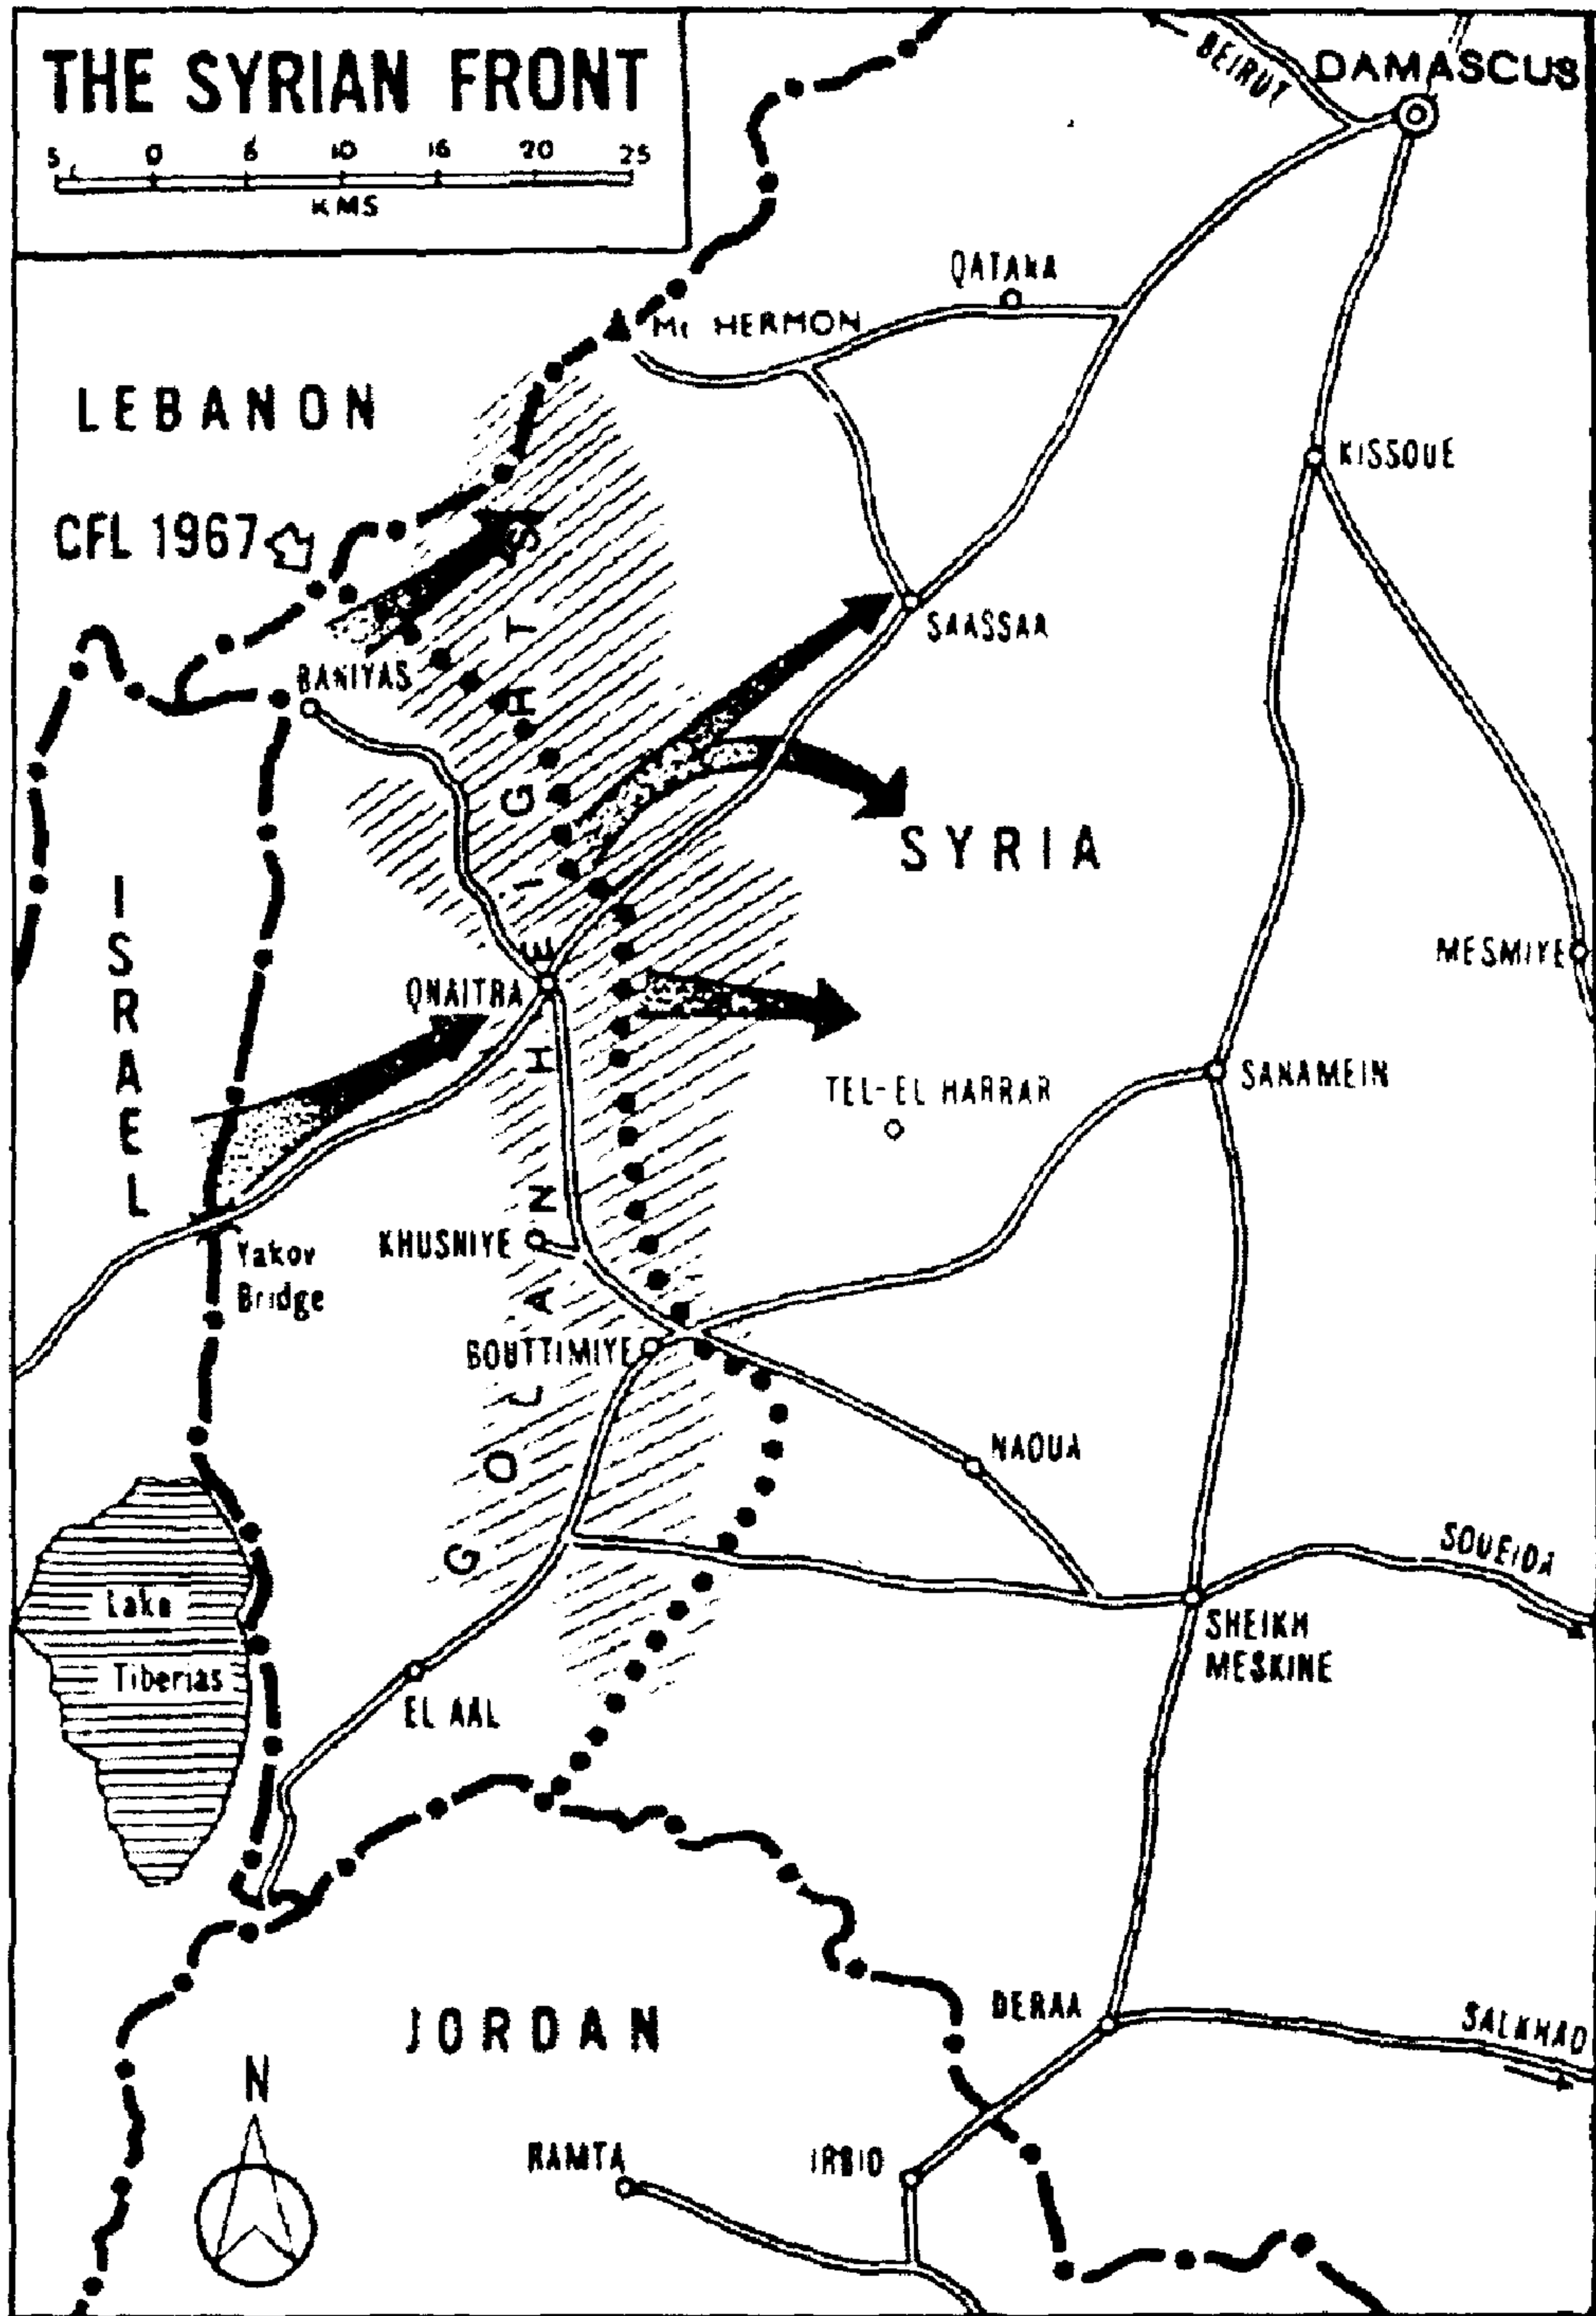 THE SYRIAN FRONT
5 0 6 10 16 20 25
KMS
BEIRUT
DAMASCUS
QATANA
Mt HERMON
LEBANON
KISSOUE
CFL 1967
SAASSAA
BANIYAS
SYRIA
ISRAEL
MESMIYE
QNAITRA
TEL-EL HARRAR
SANAMEIN
KHUSNIYE
Yakov
Bridge
BOUTTIMIYE
THE GOLAN HEIGHTS
NAOUA
SOUEIDA
Lake
Tiberias
SHEIKH
MESKINE
EL AAL
JORDAN
DERAA
SALKHAD
N
RAMTA
IRBID